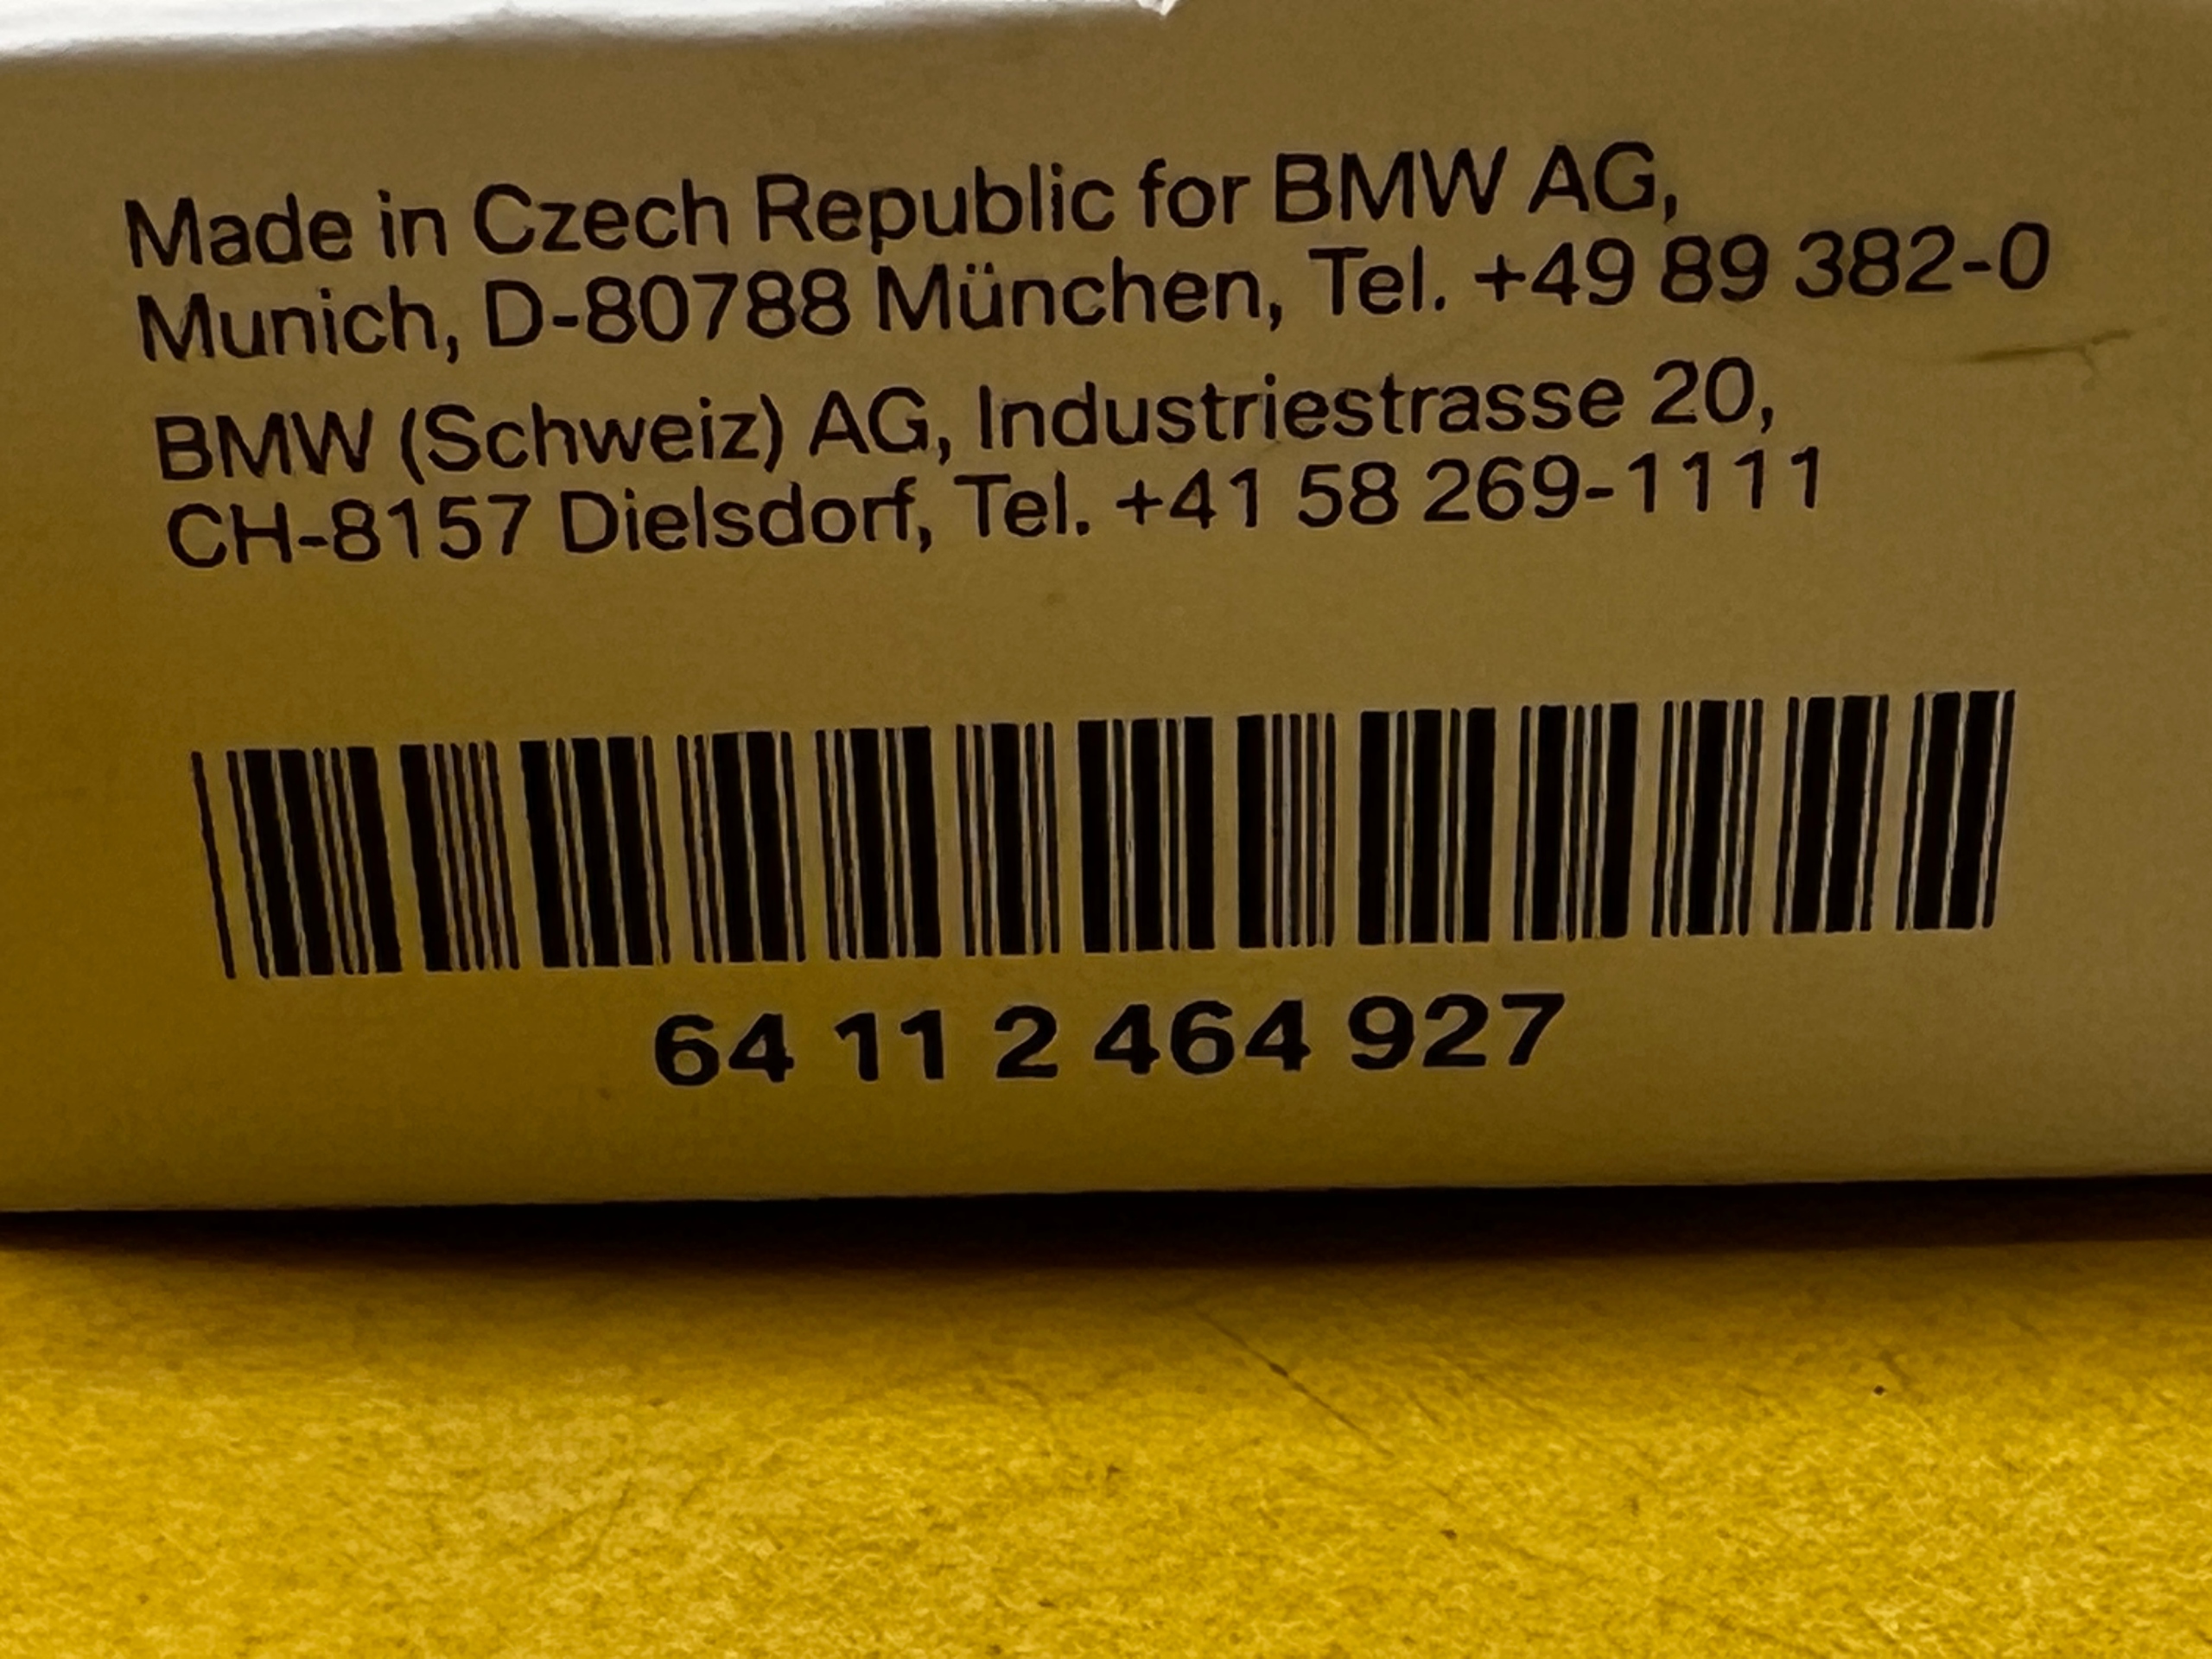 Made in Czech Republic for BMW AG,
Munich, D-80788 München, Tel. +49 89 382-0
BMW (Schweiz) AG, Industriestrasse 20,
CH-8157 Dielsdorf, Tel. +41 58 269-1111
64 11 2 464 927